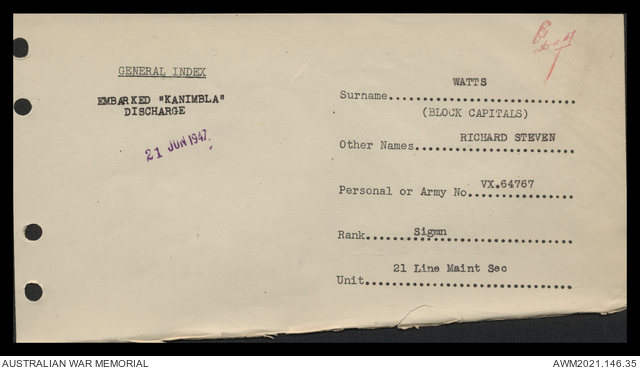 GENERAL INDEX
EMBARKED "KANIMBLA"
DISCHARGE
21 JUN 1947
Surname WATTS
(BLOCK CAPITALS)
Other Names RICHARD STEVEN
Personal or Army No. VX.64767
Rank Sigmn
Unit 21 Line Maint Sec
AUSTRALIAN WAR MEMORIAL
AWM2021.146.35